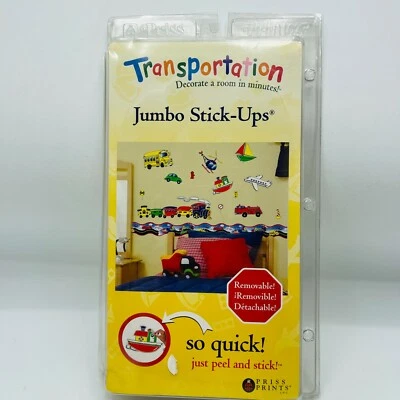 Transportation
Decorate a room in minutes!
Jumbo Stick-Ups®
Removable!
¡Removible!
Détachable!
so quick!
just peel and stick!™
PRISS
PRINTS